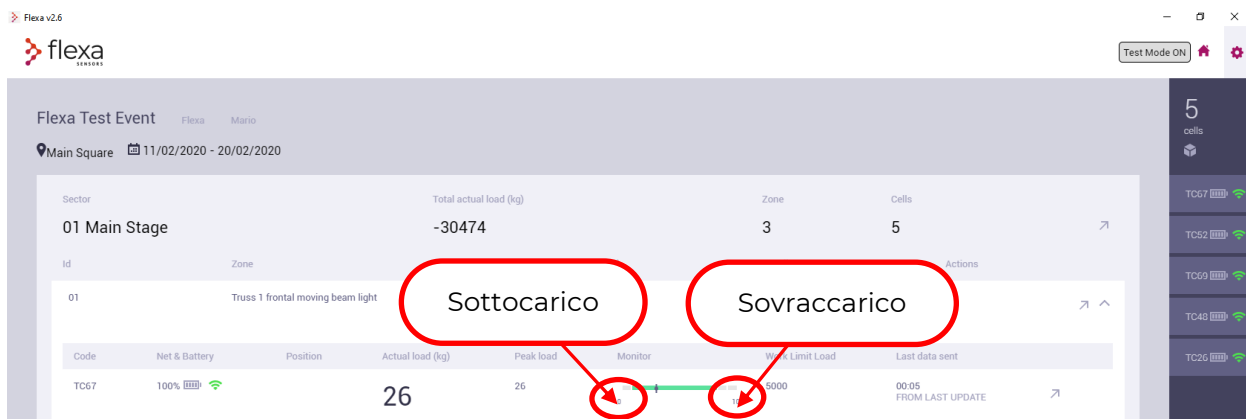 Flexa v2.6
flexa
SENSORS
Test Mode ON
Flexa Test Event Flexa Mario
Main Square 11/02/2020 - 20/02/2020
5
cells
Sector Total actual load (kg) Zone Cells
01 Main Stage -30474 3 5
Id Zone Actions
01 Truss 1 frontal moving beam light
Sottocarico
Sovraccarico
Code Net & Battery Position Actual load (kg) Peak load Monitor Work Limit Load Last data sent
TC67 100% 26 26 5000 00:05
FROM LAST UPDATE
TC67
TC52
TC69
TC48
TC26